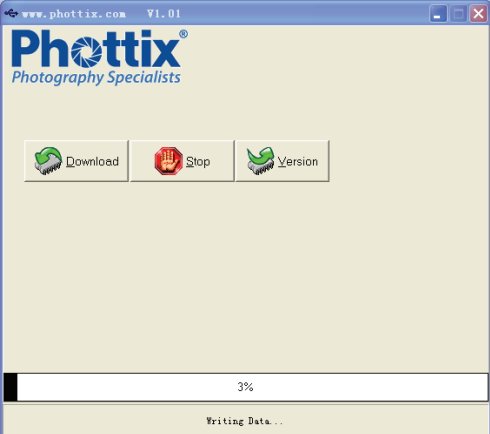 www.phottix.com V1.01
Phottix®
Photography Specialists
Download Stop Version
3%
Writing Data...